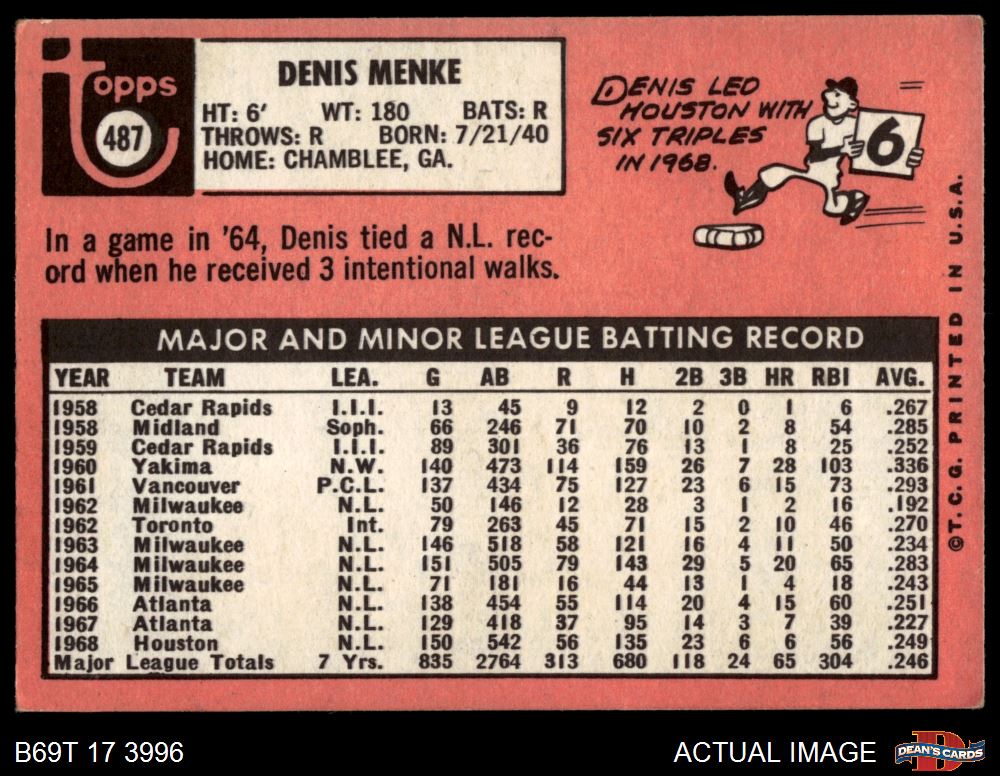 topps
487
DENIS MENKE
HT: 6' WT: 180 BATS: R
THROWS: R BORN: 7/21/40
HOME: CHAMBLEE, GA.
DENIS LED
HOUSTON WITH
SIX TRIPLES
IN 1968.
6
In a game in '64, Denis tied a N.L. rec-
ord when he received 3 intentional walks.
MAJOR AND MINOR LEAGUE BATTING RECORD
YEAR TEAM LEA. G AB R H 2B 3B HR RBI AVG.
1958 Cedar Rapids I.I.I. 13 45 9 12 2 0 1 6 .267
1958 Midland Soph. 66 246 71 70 10 2 8 54 .285
1959 Cedar Rapids I.I.I. 89 301 36 76 13 1 8 25 .252
1960 Yakima N.W. 140 473 114 159 26 7 28 103 .336
1961 Vancouver P.C.L. 137 434 75 127 23 6 15 73 .293
1962 Milwaukee N.L. 50 146 12 28 3 1 2 16 .192
1962 Toronto Int. 79 263 45 71 15 2 10 46 .270
1963 Milwaukee N.L. 146 518 58 121 16 4 11 50 .234
1964 Milwaukee N.L. 151 505 79 143 29 5 20 65 .283
1965 Milwaukee N.L. 71 181 16 44 13 1 4 18 .243
1966 Atlanta N.L. 138 454 55 114 20 4 15 60 .251
1967 Atlanta N.L. 129 418 37 95 14 3 7 39 .227
1968 Houston N.L. 150 542 56 135 23 6 6 56 .249
Major League Totals 7 Yrs. 835 2764 313 680 118 24 65 304 .246
©T.C.G. PRINTED IN U.S.A.
B69T 17 3996
ACTUAL IMAGE
D
DEAN'S CARDS